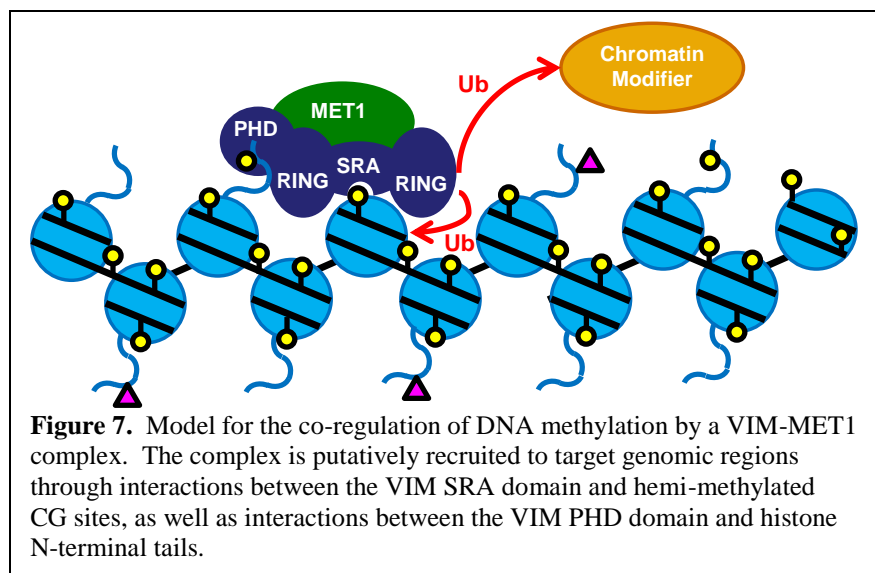 Chromatin
Modifier
Ub
MET1
PHD
SRA
RING
RING
Ub
Figure 7. Model for the co-regulation of DNA methylation by a VIM-MET1
complex. The complex is putatively recruited to target genomic regions
through interactions between the VIM SRA domain and hemi-methylated
CG sites, as well as interactions between the VIM PHD domain and histone
N-terminal tails.